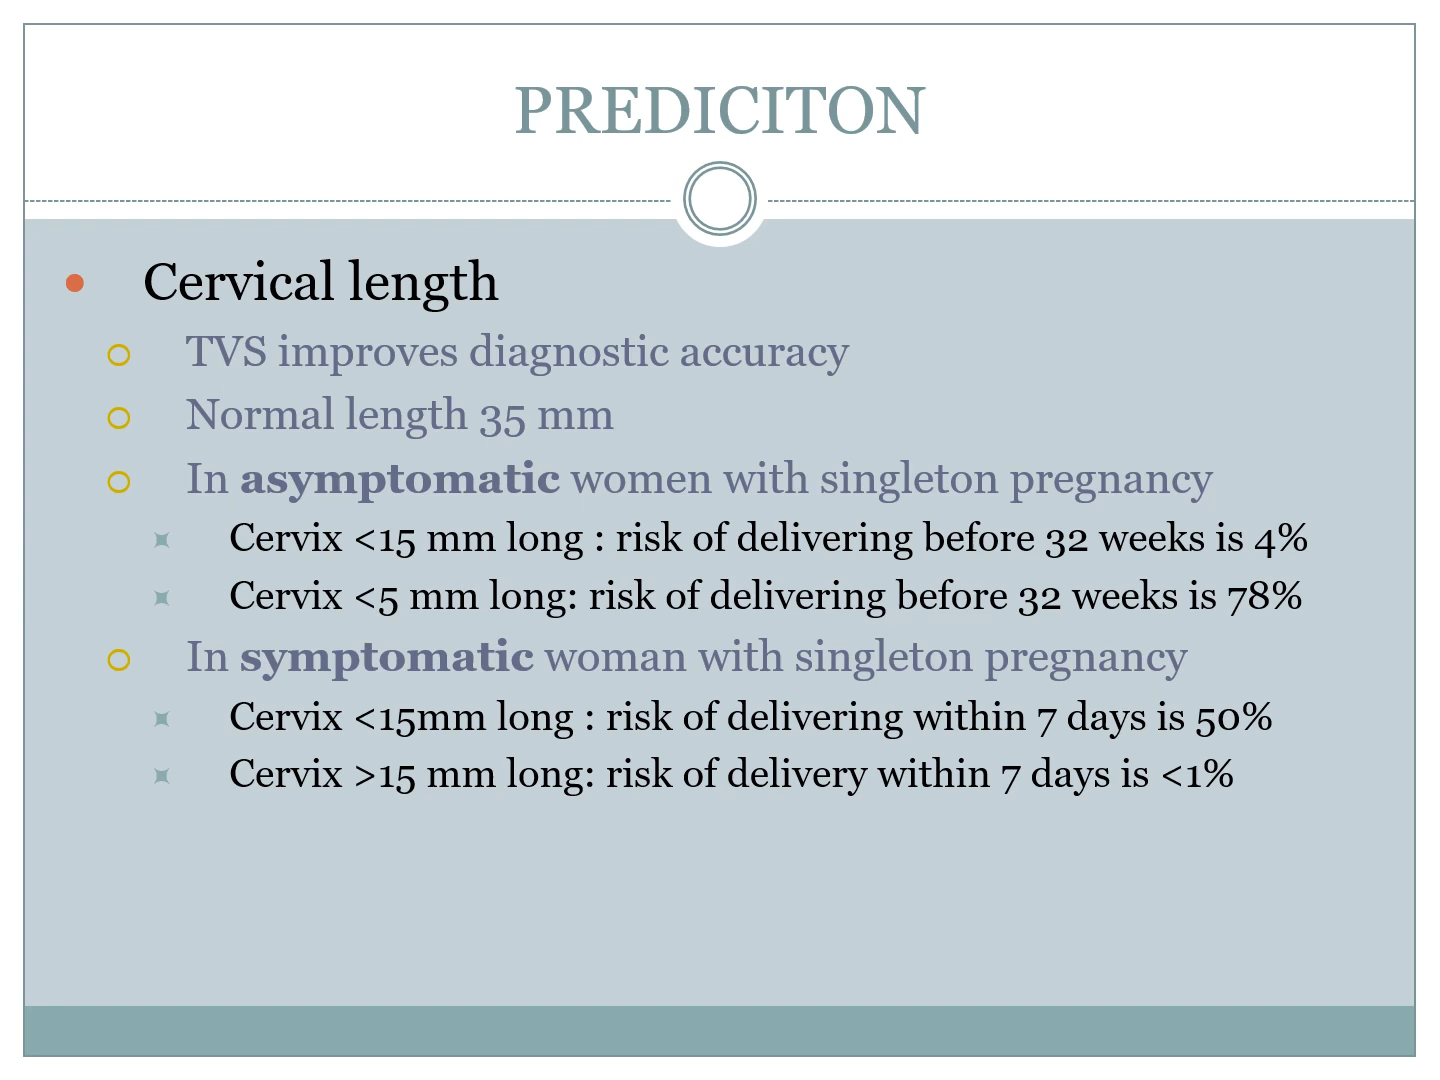 PREDICITON
Cervical length
TVS improves diagnostic accuracy
Normal length 35 mm
In asymptomatic women with singleton pregnancy
Cervix <15 mm long : risk of delivering before 32 weeks is 4%
Cervix <5 mm long: risk of delivering before 32 weeks is 78%
In symptomatic woman with singleton pregnancy
Cervix <15mm long : risk of delivering within 7 days is 50%
Cervix >15 mm long: risk of delivery within 7 days is <1%